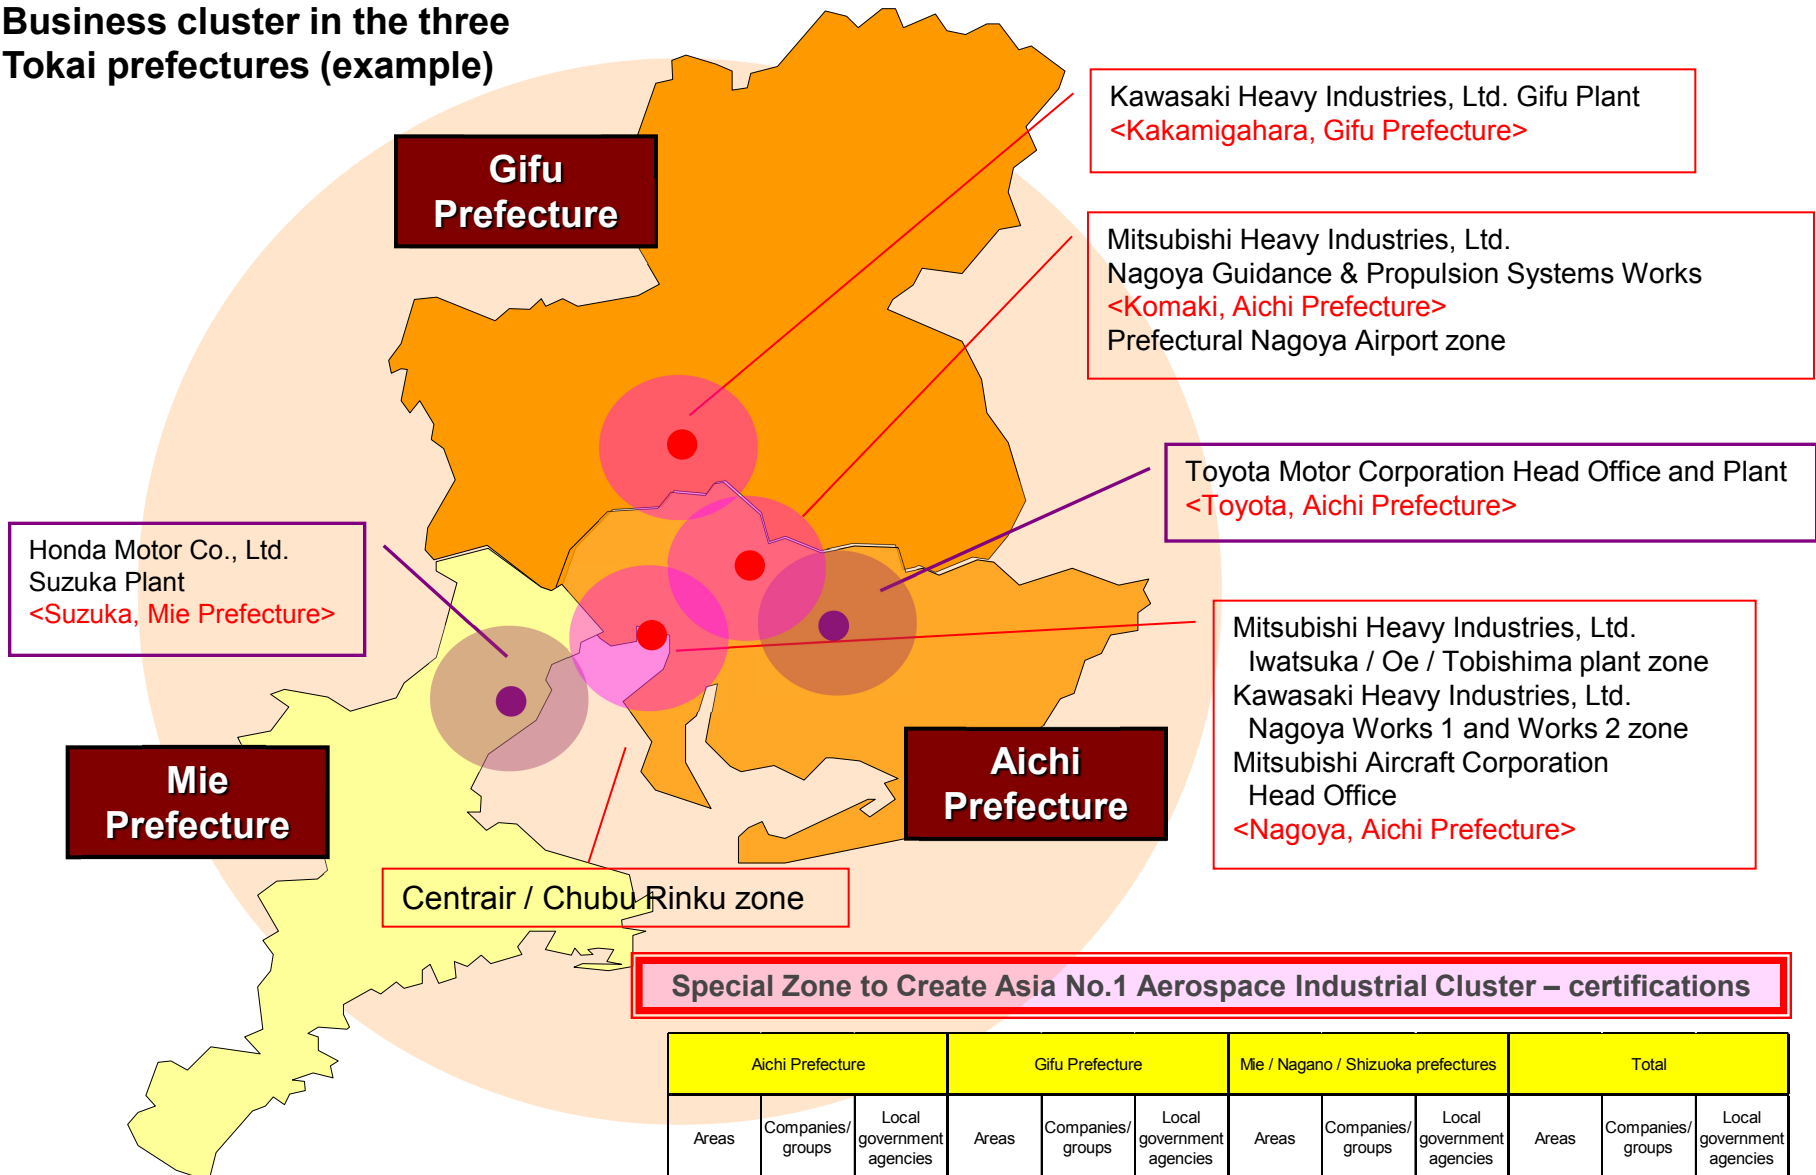 Business cluster in the three
Tokai prefectures (example)
Gifu
Prefecture
Kawasaki Heavy Industries, Ltd. Gifu Plant
<Kakamigahara, Gifu Prefecture>
Mitsubishi Heavy Industries, Ltd.
Nagoya Guidance & Propulsion Systems Works
<Komaki, Aichi Prefecture>
Prefectural Nagoya Airport zone
Toyota Motor Corporation Head Office and Plant
<Toyota, Aichi Prefecture>
Honda Motor Co., Ltd.
Suzuka Plant
<Suzuka, Mie Prefecture>
Mitsubishi Heavy Industries, Ltd.
Iwatsuka / Oe / Tobishima plant zone
Kawasaki Heavy Industries, Ltd.
Nagoya Works 1 and Works 2 zone
Mitsubishi Aircraft Corporation
Head Office
<Nagoya, Aichi Prefecture>
Mie
Prefecture
Aichi
Prefecture
Centrair / Chubu Rinku zone
Special Zone to Create Asia No.1 Aerospace Industrial Cluster – certifications
Aichi Prefecture
Gifu Prefecture
Mie / Nagano / Shizuoka prefectures
Total
Areas
Companies/
groups
Local
government
agencies
Areas
Companies/
groups
Local
government
agencies
Areas
Companies/
groups
Local
government
agencies
Areas
Companies/
groups
Local
government
agencies